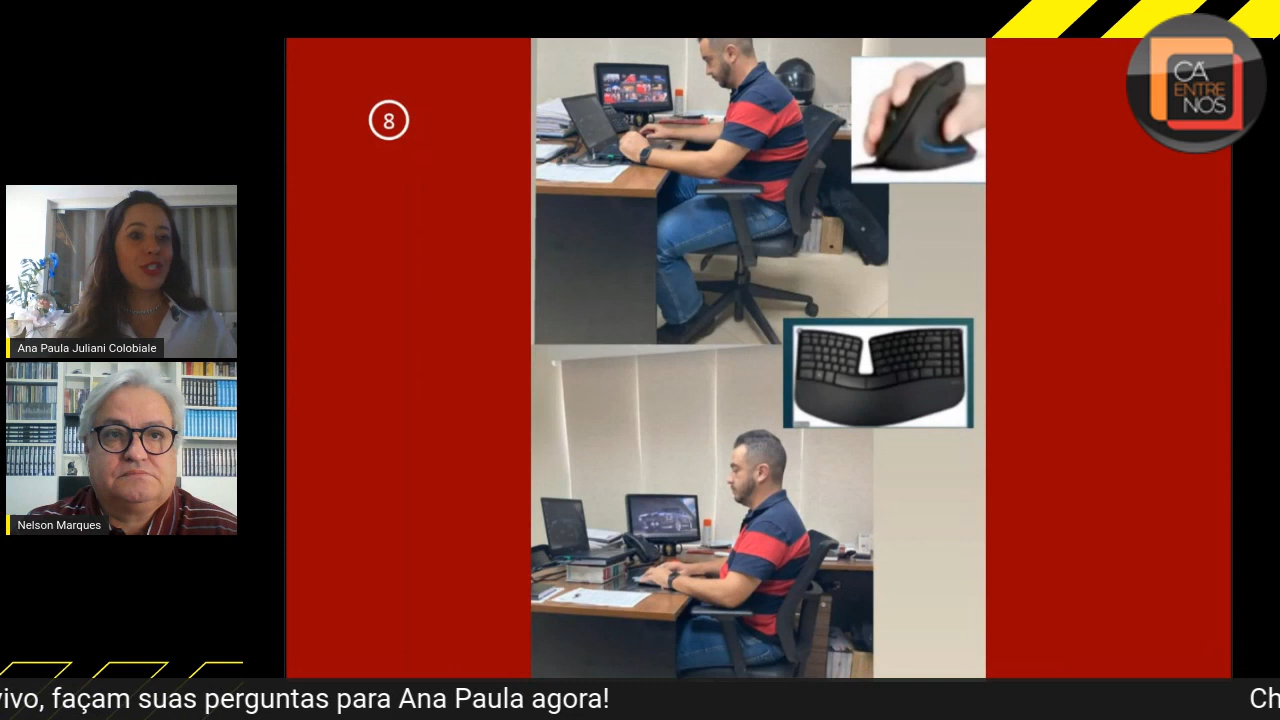 8
CÁ
ENTRE
NÓS
Ana Paula Juliani Colobiale
Nelson Marques
vivo, façam suas perguntas para Ana Paula agora!
Ch